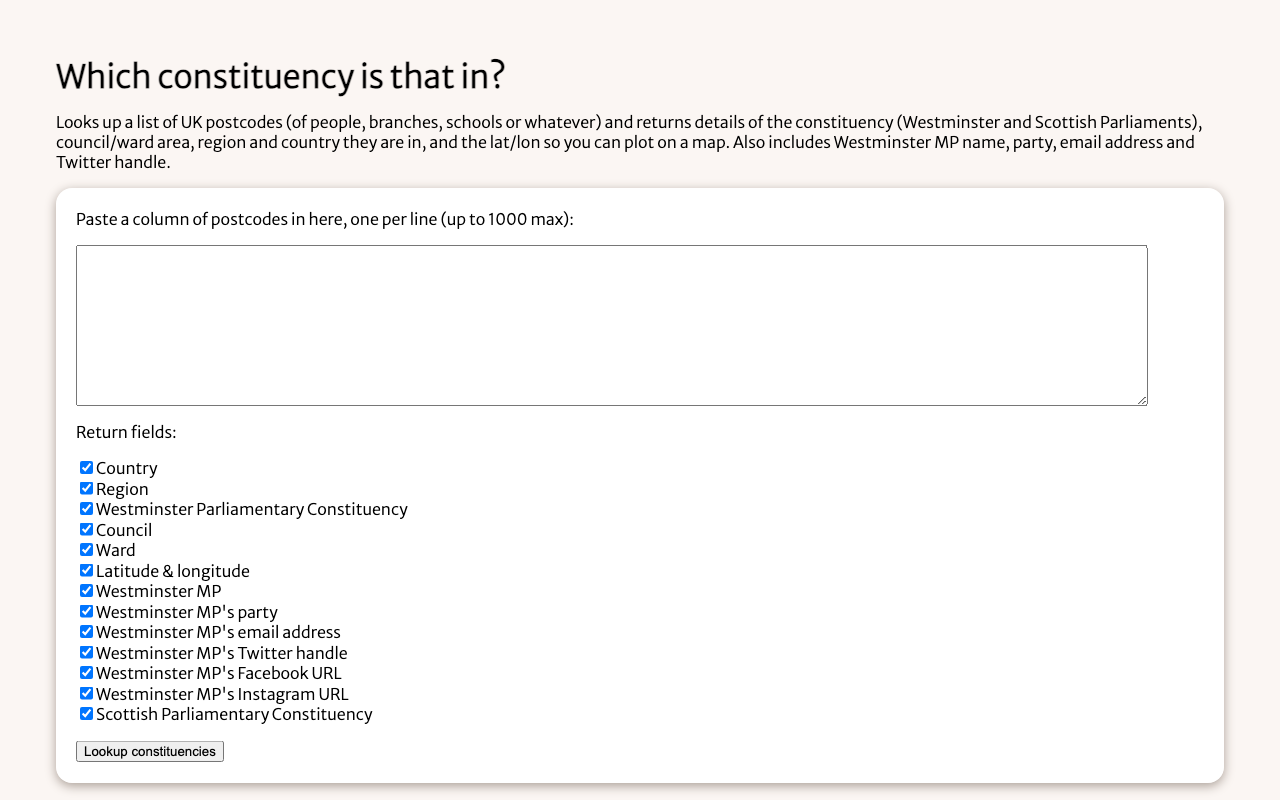 Which constituency is that in?
Looks up a list of UK postcodes (of people, branches, schools or whatever) and returns details of the constituency (Westminster and Scottish Parliaments),
council/ward area, region and country they are in, and the lat/lon so you can plot on a map. Also includes Westminster MP name, party, email address and
Twitter handle.
Paste a column of postcodes in here, one per line (up to 1000 max):
Return fields:
Country
Region
Westminster Parliamentary Constituency
Council
Ward
Latitude & longitude
Westminster MP
Westminster MP's party
Westminster MP's email address
Westminster MP's Twitter handle
Westminster MP's Facebook URL
Westminster MP's Instagram URL
Scottish Parliamentary Constituency
Lookup constituencies